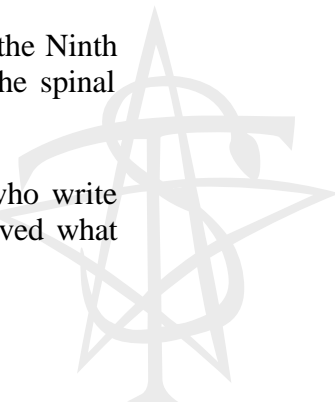 the Ninth
he spinal
who write
ved what